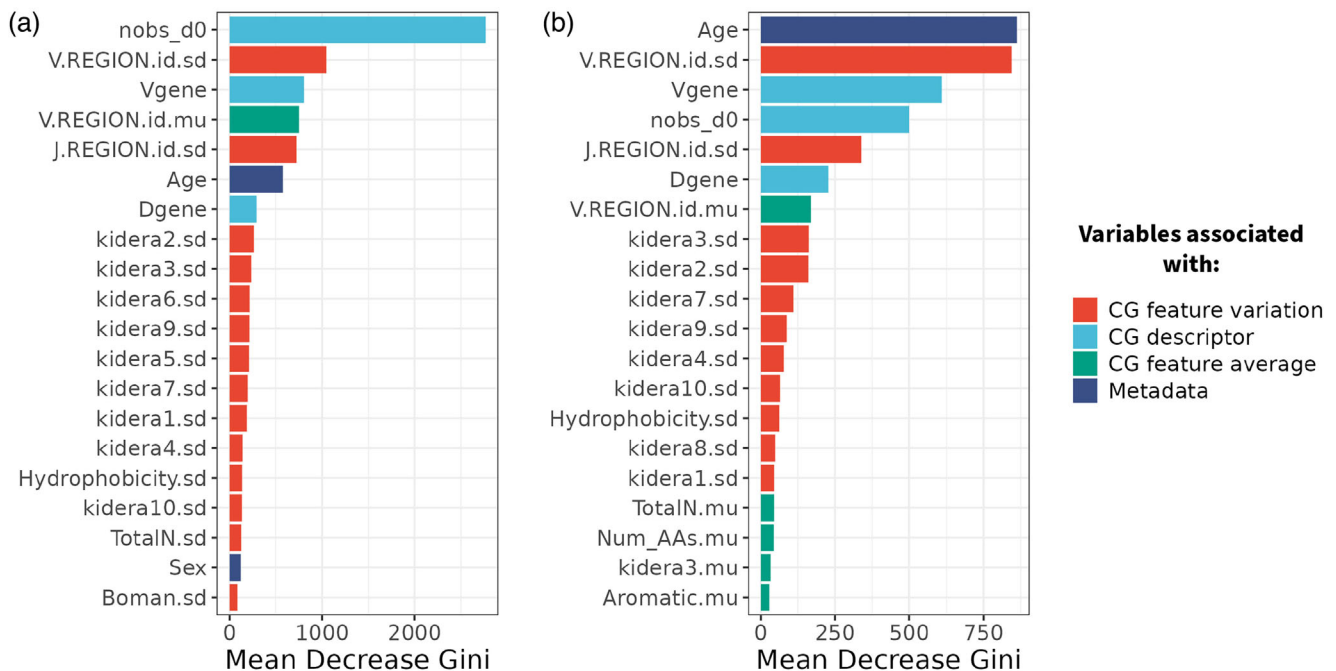 (a)
nobs_d0
V.REGION.id.sd
Vgene
V.REGION.id.mu
J.REGION.id.sd
Age
Dgene
kidera2.sd
kidera3.sd
kidera6.sd
kidera9.sd
kidera5.sd
kidera7.sd
kidera1.sd
kidera4.sd
Hydrophobicity.sd
kidera10.sd
TotalN.sd
Sex
Boman.sd
0 1000 2000
Mean Decrease Gini
(b)
Age
V.REGION.id.sd
Vgene
nobs_d0
J.REGION.id.sd
Dgene
V.REGION.id.mu
kidera3.sd
kidera2.sd
kidera7.sd
kidera9.sd
kidera4.sd
kidera10.sd
Hydrophobicity.sd
kidera8.sd
kidera1.sd
TotalN.mu
Num_AAs.mu
kidera3.mu
Aromatic.mu
0 250 500 750
Mean Decrease Gini
Variables associated
with:
CG feature variation
CG descriptor
CG feature average
Metadata